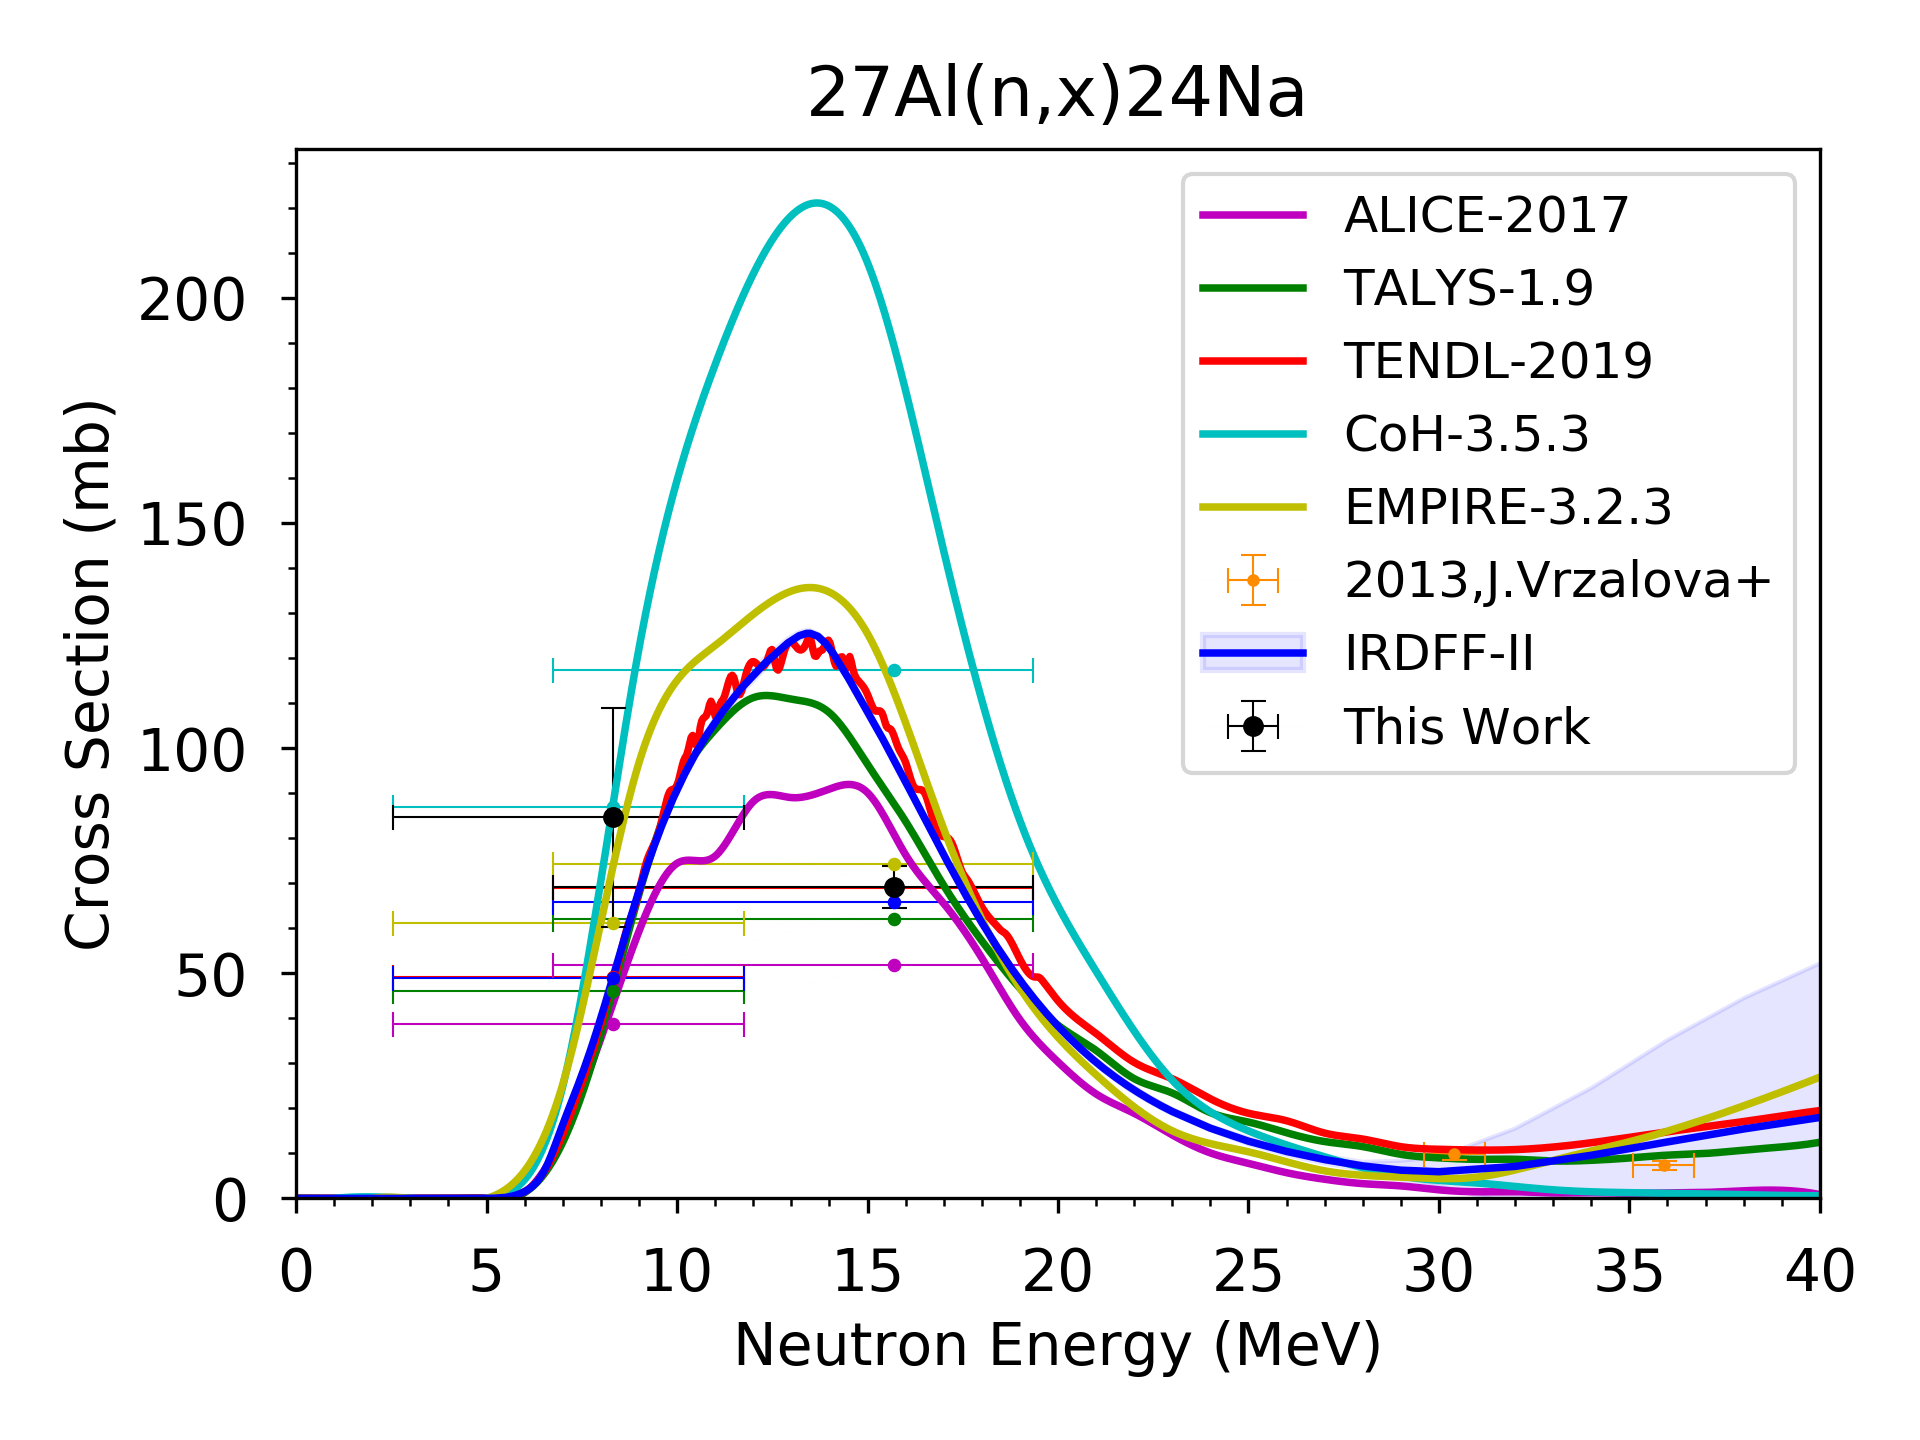 27Al(n,x)24Na
Cross Section (mb)
200
150
100
50
0
0 5 10 15 20 25 30 35 40
Neutron Energy (MeV)
ALICE-2017
TALYS-1.9
TENDL-2019
CoH-3.5.3
EMPIRE-3.2.3
2013,J.Vrzalova+
IRDFF-II
This Work